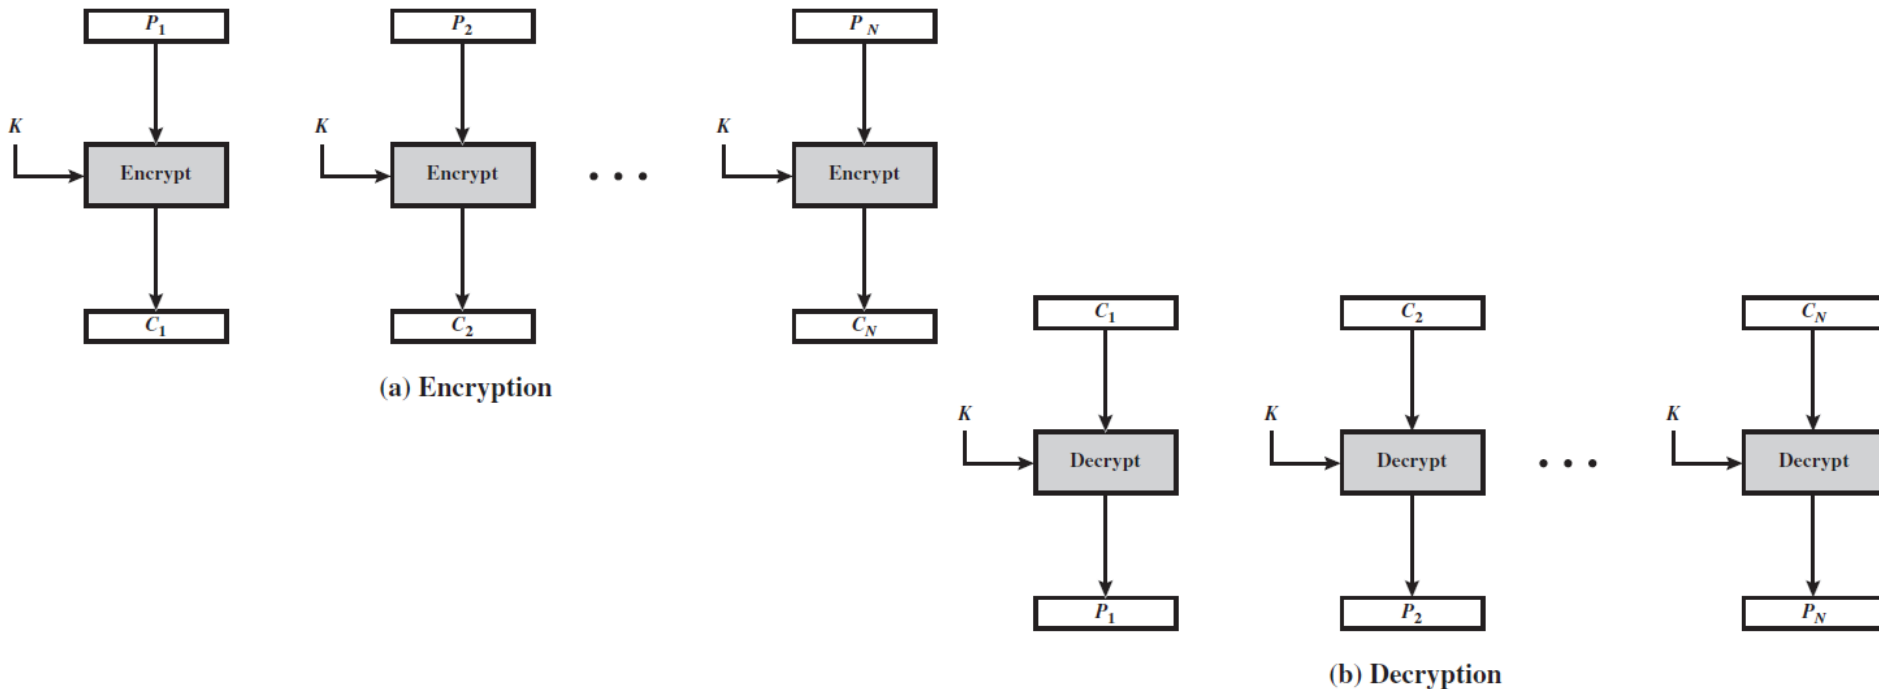 P1 P2 PN
K K K
Encrypt Encrypt • • • Encrypt
C1 C2 CN
(a) Encryption
C1 C2 CN
K K K
Decrypt Decrypt • • • Decrypt
P1 P2 PN
(b) Decryption